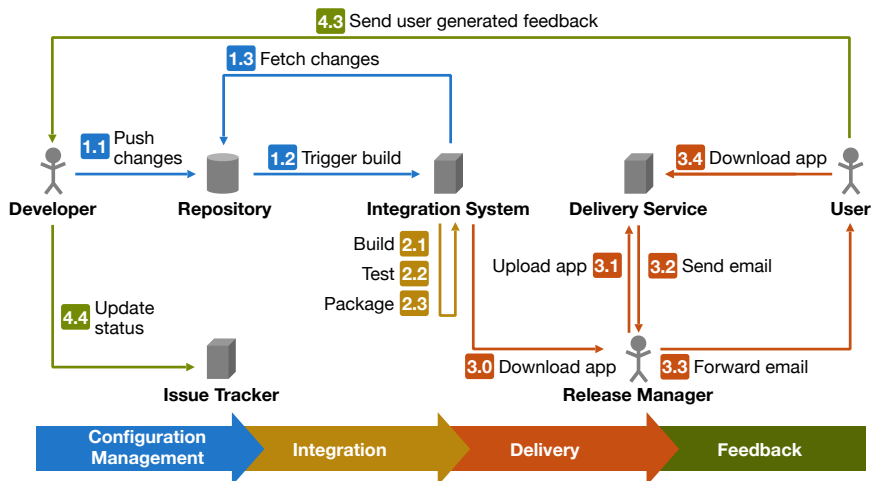 4.3 Send user generated feedback
1.3 Fetch changes
1.1 Push
changes
1.2 Trigger build
3.4 Download app
Developer
Repository
Integration System
Delivery Service
User
Build 2.1
Test 2.2
Package 2.3
Upload app 3.1
3.2 Send email
4.4 Update
status
3.0 Download app
3.3 Forward email
Issue Tracker
Release Manager
Configuration
Management
Integration
Delivery
Feedback